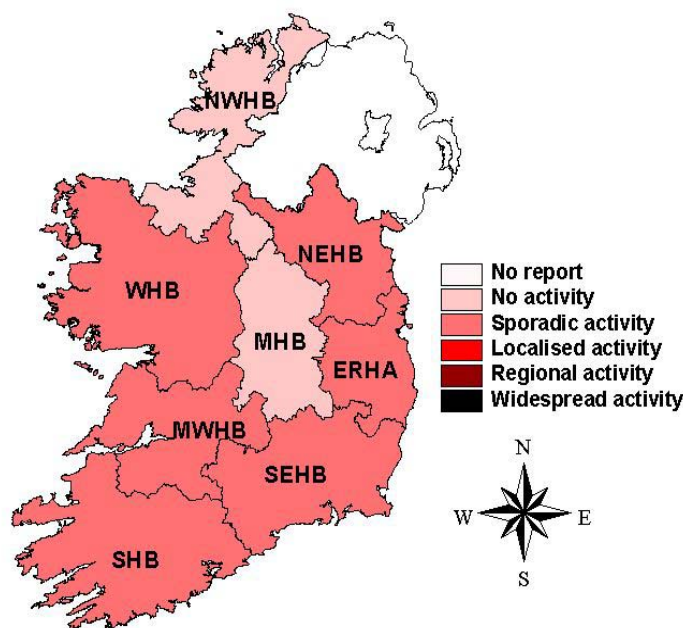 NWHB
NEHB
WHB
MHB
ERHA
MWHB
SEHB
SHB
No report
No activity
Sporadic activity
Localised activity
Regional activity
Widespread activity
N
W E
S